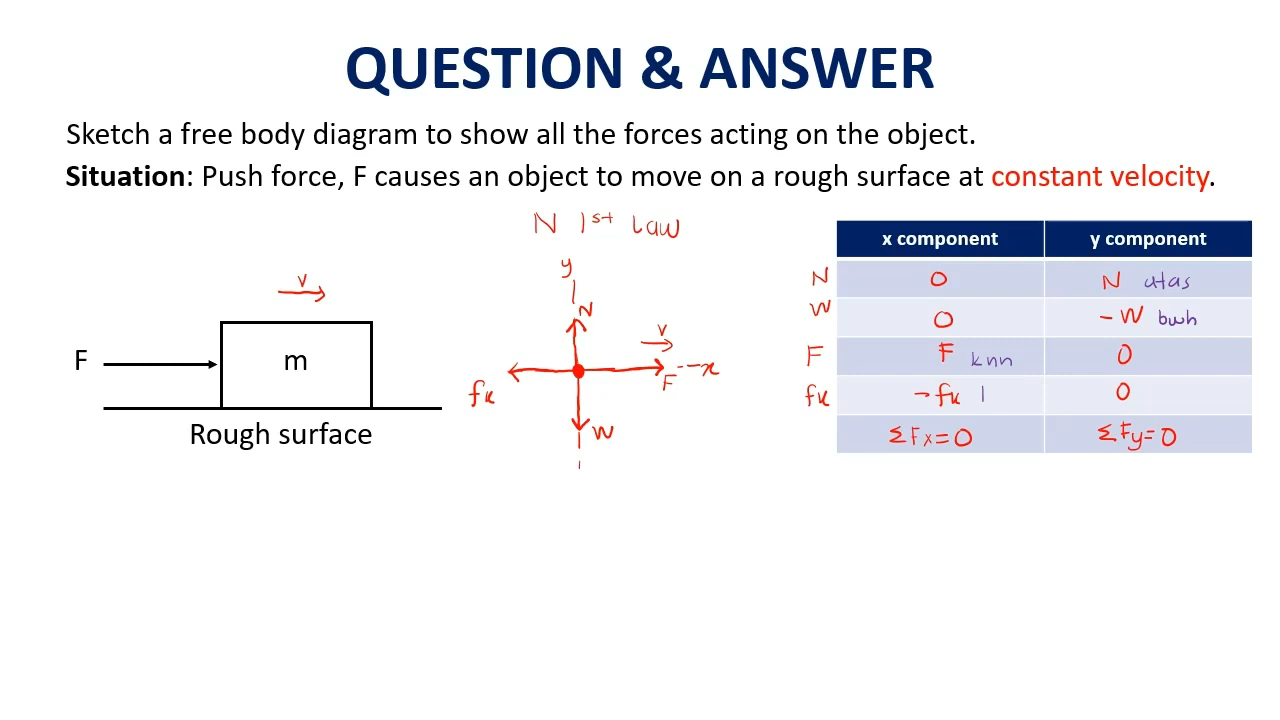 QUESTION & ANSWER
Sketch a free body diagram to show all the forces acting on the object.
Situation: Push force, F causes an object to move on a rough surface at constant velocity.
N 1st law
v
F
m
Rough surface
y
N
v
fk
F
x
W
x component y component
N 0 N atas
W 0 -W bwh
F F knn 0
fk -fk 0
ΣFx=0 ΣFy=0